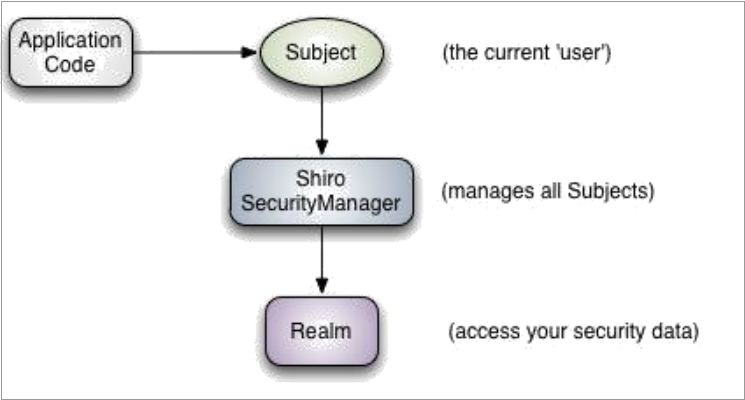 Application
Code
Subject
(the current 'user')
Shiro
SecurityManager
(manages all Subjects)
Realm
(access your security data)